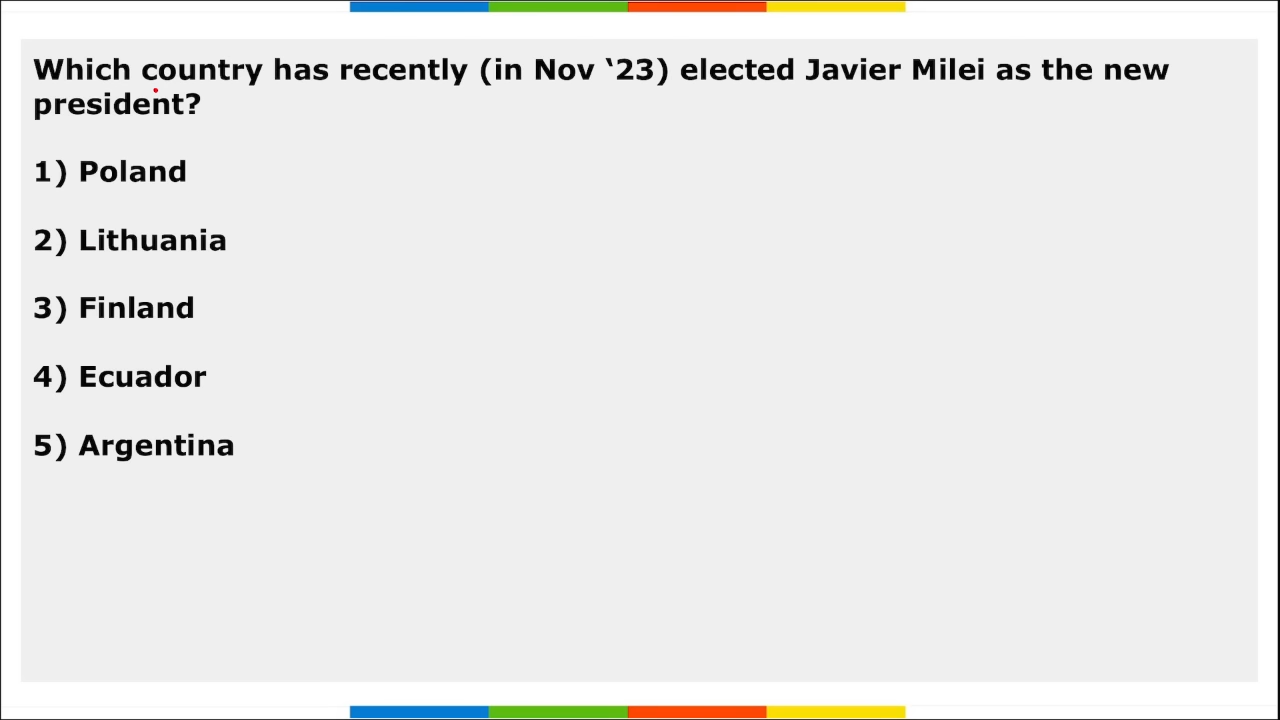 Which country has recently (in Nov ‘23) elected Javier Milei as the new
president?
1) Poland
2) Lithuania
3) Finland
4) Ecuador
5) Argentina